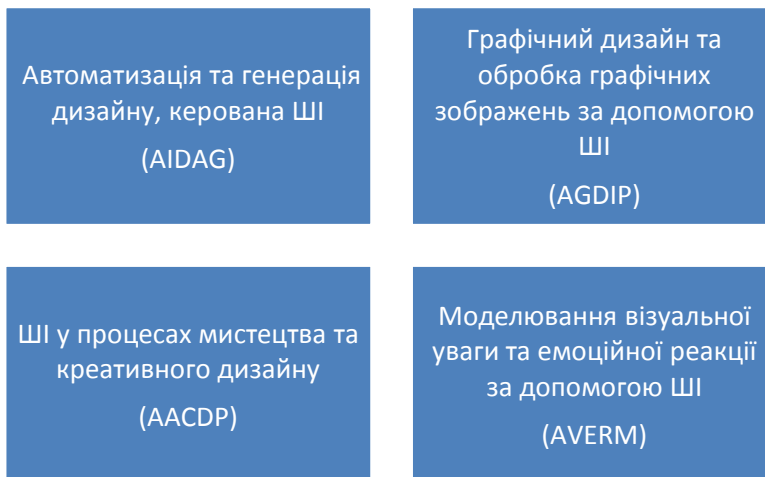 Автоматизація та генерація
дизайну, керована ШІ
(AIDAG)
Графічний дизайн та
обробка графічних
зображень за допомогою
ШІ
(AGDIP)
ШІ у процесах мистецтва та
креативного дизайну
(AACDP)
Моделювання візуальної
уваги та емоційної реакції
за допомогою ШІ
(AVERM)